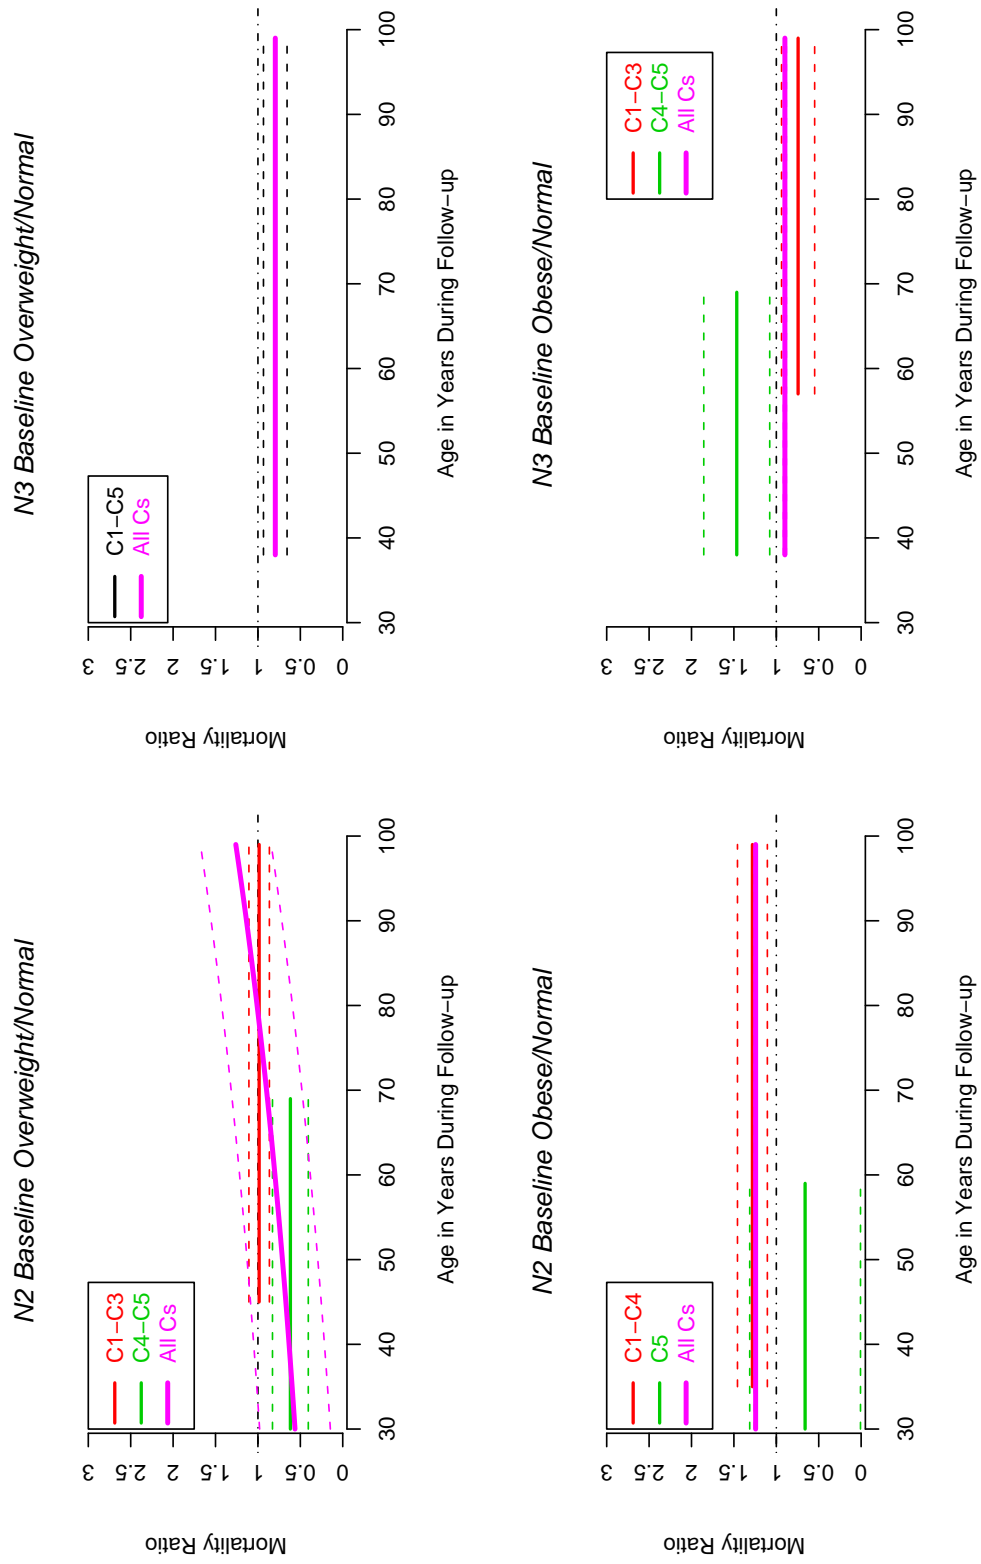 N2 Baseline Overweight/Normal
Mortality Ratio
3
2.5
2
1.5
1
0.5
0
C1−C3
C4−C5
All Cs
30 40 50 60 70 80 90 100
Age in Years During Follow−up
N3 Baseline Overweight/Normal
Mortality Ratio
3
2.5
2
1.5
1
0.5
0
C1−C5
All Cs
30 40 50 60 70 80 90 100
Age in Years During Follow−up
N2 Baseline Obese/Normal
Mortality Ratio
3
2.5
2
1.5
1
0.5
0
C1−C4
C5
All Cs
30 40 50 60 70 80 90 100
Age in Years During Follow−up
N3 Baseline Obese/Normal
Mortality Ratio
3
2.5
2
1.5
1
0.5
0
C1−C3
C4−C5
All Cs
30 40 50 60 70 80 90 100
Age in Years During Follow−up